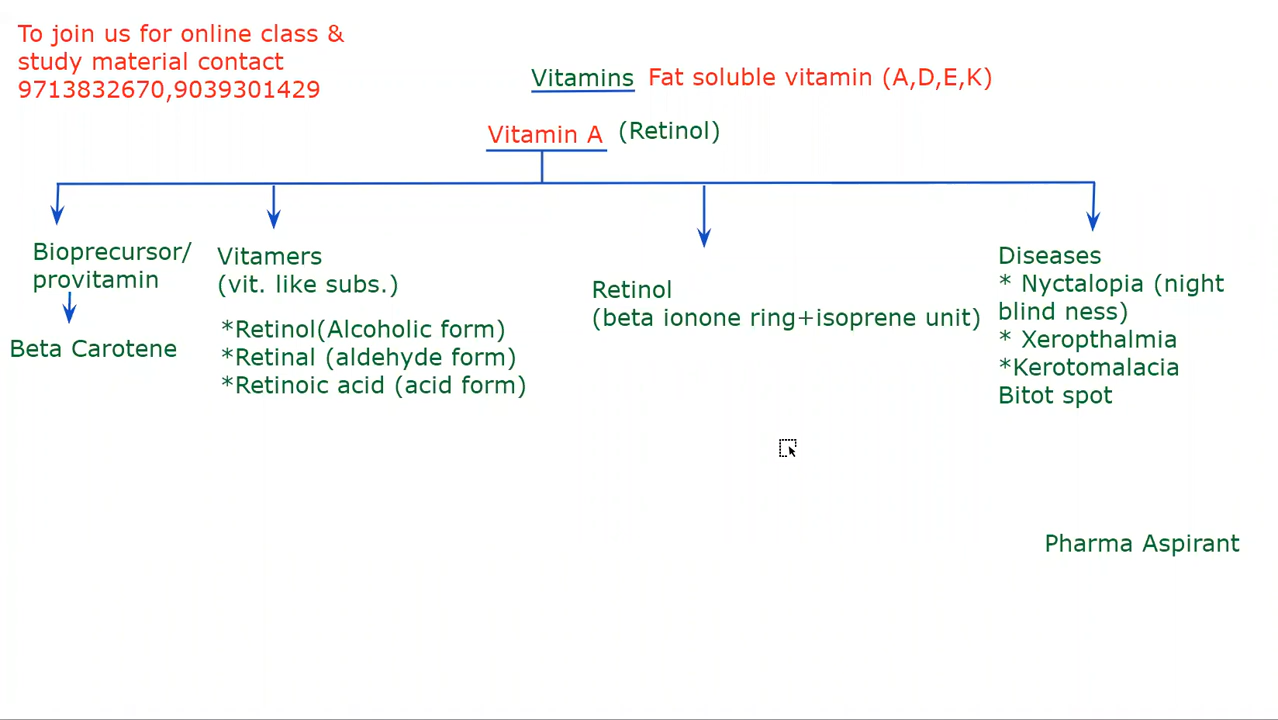 To join us for online class &
study material contact
9713832670,9039301429
Vitamins Fat soluble vitamin (A,D,E,K)
Vitamin A (Retinol)
Bioprecursor/
provitamin
Beta Carotene
Vitamers
(vit. like subs.)
*Retinol(Alcoholic form)
*Retinal (aldehyde form)
*Retinoic acid (acid form)
Retinol
(beta ionone ring+isoprene unit)
Diseases
* Nyctalopia (night
blind ness)
* Xeropthalmia
*Kerotomalacia
Bitot spot
Pharma Aspirant